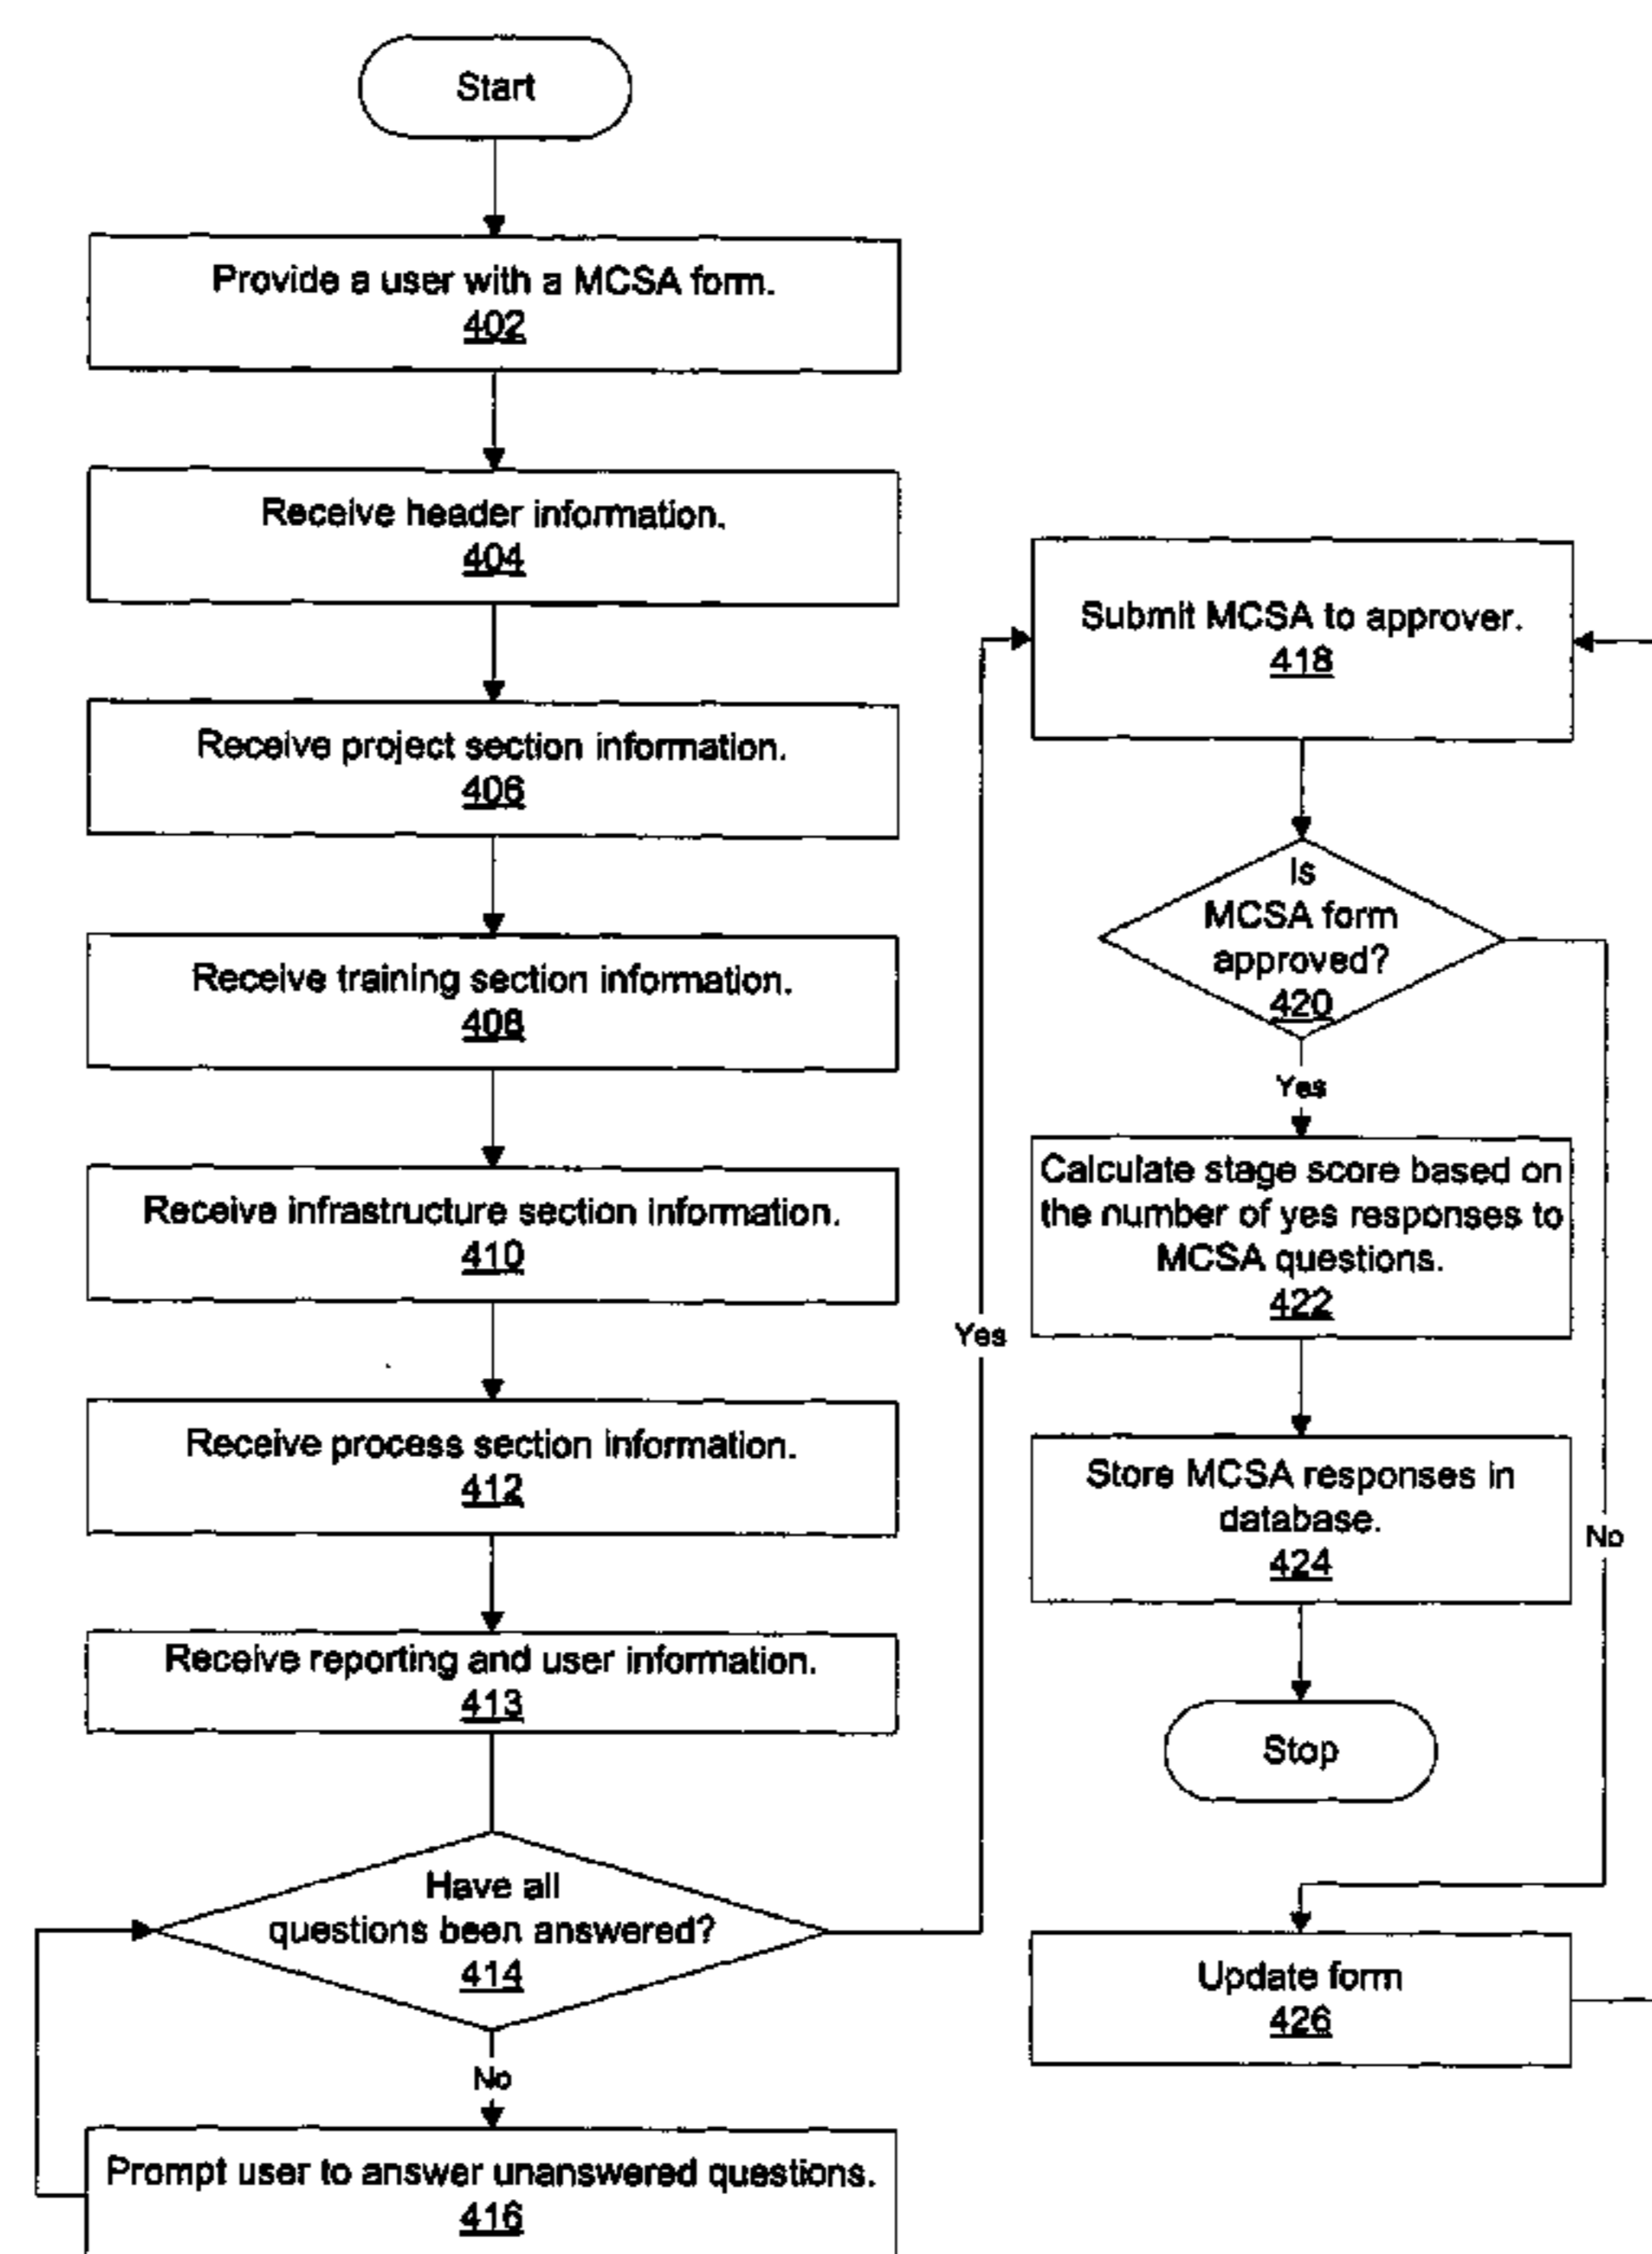 Start
Provide a user with a MCSA form.
402
Receive header information.
404
Receive project section information.
406
Receive training section information.
408
Receive infrastructure section information.
410
Receive process section information.
412
Receive reporting and user information.
413
Have all
questions been answered?
414
No
Prompt user to answer unanswered questions.
416
Yes
Submit MCSA to approver.
418
Is
MCSA form
approved?
420
Yes
Calculate stage score based on
the number of yes responses to
MCSA questions.
422
Store MCSA responses in
database.
424
No
Stop
Update form
426